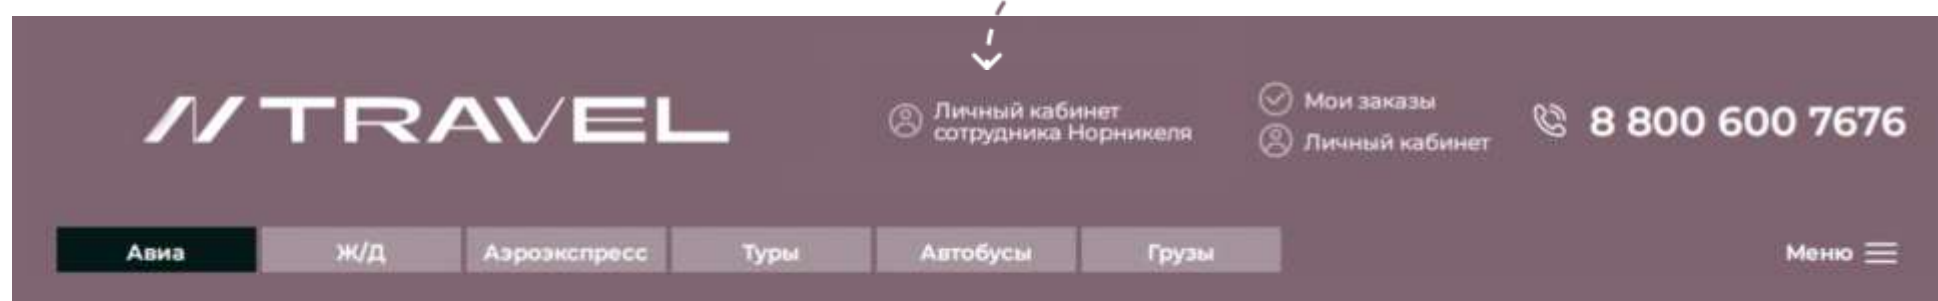 N TRAVEL
Личный кабинет
сотрудника Норникеля
Мои заказы
Личный кабинет
8 800 600 7676
Авиа
Ж/Д
Аэроэкспресс
Туры
Автобусы
Грузы
Меню